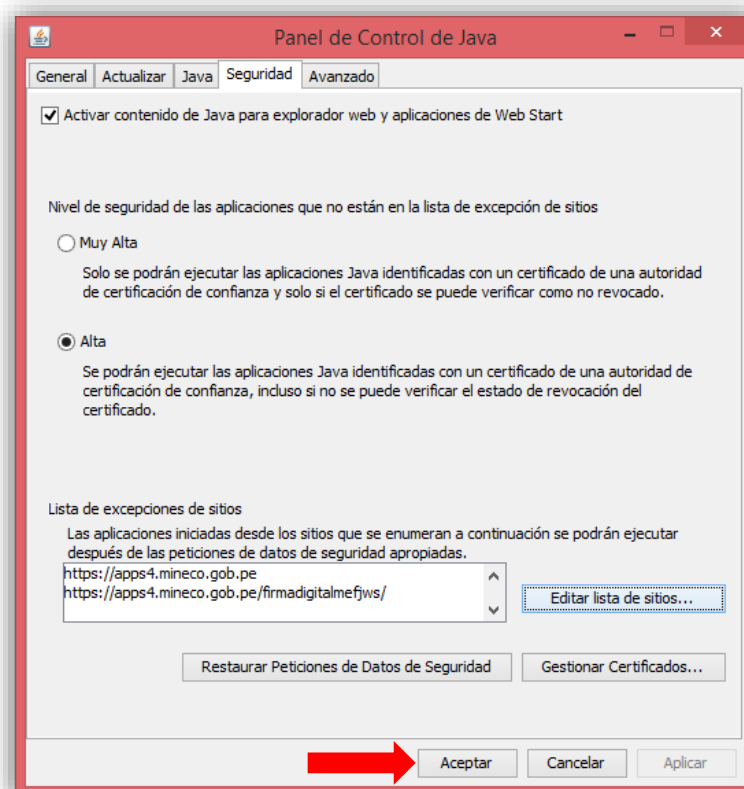 Panel de Control de Java
General Actualizar Java Seguridad Avanzado
Activar contenido de Java para explorador web y aplicaciones de Web Start
Nivel de seguridad de las aplicaciones que no están en la lista de excepción de sitios
Muy Alta
Solo se podrán ejecutar las aplicaciones Java identificadas con un certificado de una autoridad
de certificación de confianza y solo si el certificado se puede verificar como no revocado.
Alta
Se podrán ejecutar las aplicaciones Java identificadas con un certificado de una autoridad de
certificación de confianza, incluso si no se puede verificar el estado de revocación del
certificado.
Lista de excepciones de sitios
Las aplicaciones iniciadas desde los sitios que se enumeran a continuación se podrán ejecutar
después de las peticiones de datos de seguridad apropiadas.
https://apps4.mineco.gob.pe
https://apps4.mineco.gob.pe/firmadigitalmefjws/
Editar lista de sitios...
Restaurar Peticiones de Datos de Seguridad Gestionar Certificados...
Aceptar Cancelar Aplicar